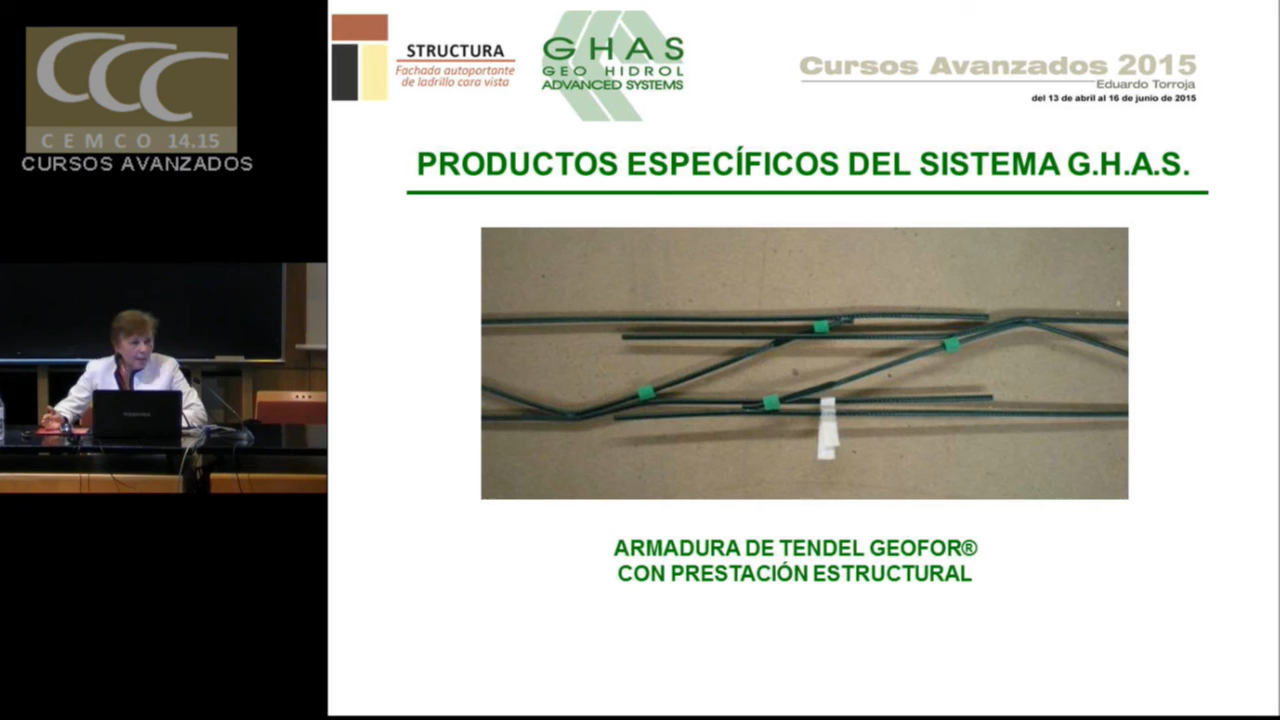 CCC
CEMCO 14.15
CURSOS AVANZADOS
STRUCTURA
Fachada autoportante
de ladrillo cara vista
GHAS
GEO HIDROL
ADVANCED SYSTEMS
Cursos Avanzados 2015
Eduardo Torroja
del 13 de abril al 16 de junio de 2015
PRODUCTOS ESPECÍFICOS DEL SISTEMA G.H.A.S.
TOSHIBA
ARMADURA DE TENDEL GEOFOR®
CON PRESTACIÓN ESTRUCTURAL